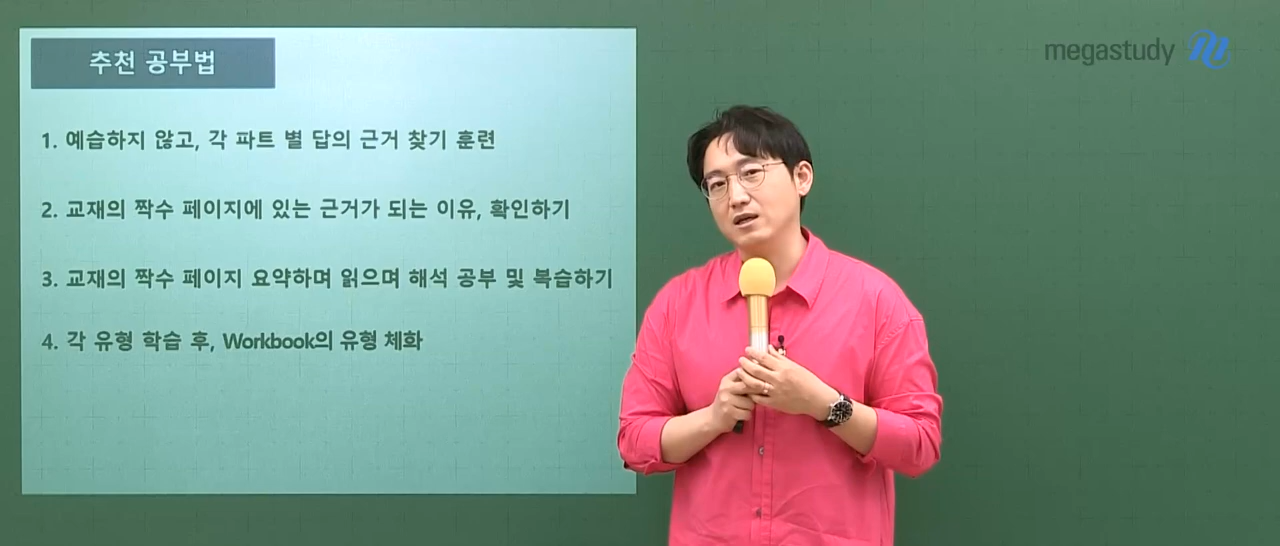 추천 공부법
megastudy
1. 예습하지 않고, 각 파트 별 답의 근거 찾기 훈련
2. 교재의 짝수 페이지에 있는 근거가 되는 이유, 확인하기
3. 교재의 짝수 페이지 요약하며 읽으며 해석 공부 및 복습하기
4. 각 유형 학습 후, Workbook의 유형 체화